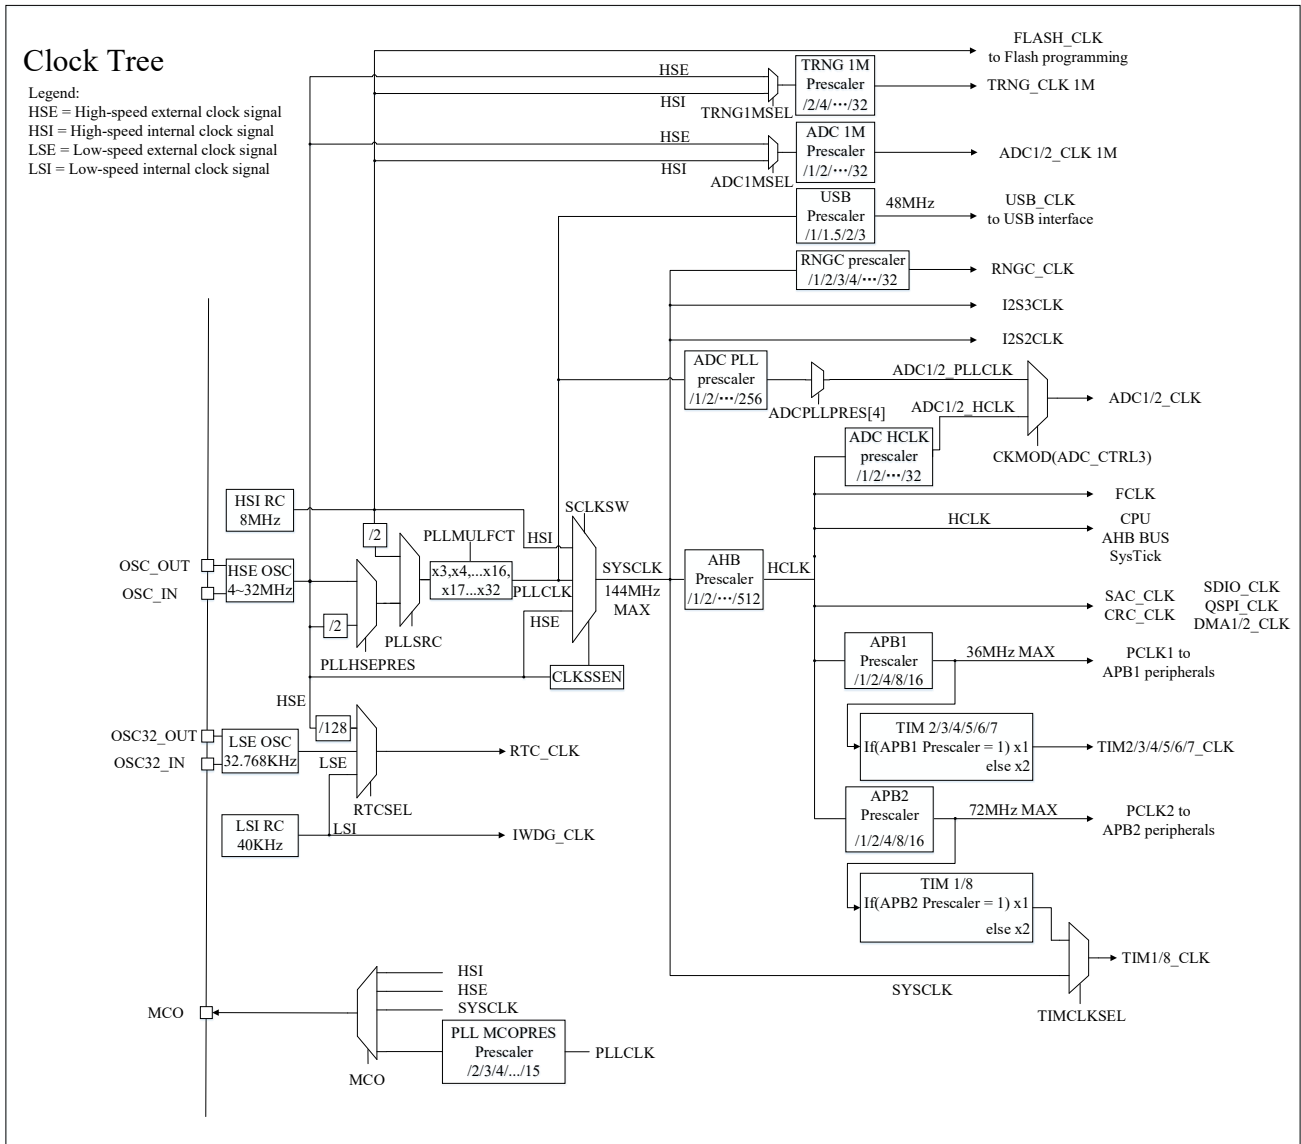 Clock Tree
Legend:
HSE = High-speed external clock signal
HSI = High-speed internal clock signal
LSE = Low-speed external clock signal
LSI = Low-speed internal clock signal
FLASH_CLK
to Flash programming
HSE
HSI
TRNG1MSEL
TRNG 1M
Prescaler
/2/4/···/32
TRNG_CLK 1M
HSE
HSI
ADC1MSEL
ADC 1M
Prescaler
/1/2/···/32
ADC1/2_CLK 1M
USB
Prescaler
/1/1.5/2/3
48MHz
USB_CLK
to USB interface
RNGC prescaler
/1/2/3/4/···/32
RNGC_CLK
I2S3CLK
I2S2CLK
ADC PLL
prescaler
/1/2/···/256
ADCPLLPRES[4]
ADC1/2_PLLCLK
ADC1/2_HCLK
ADC1/2_CLK
CKMOD(ADC_CTRL3)
ADC HCLK
prescaler
/1/2/···/32
FCLK
HCLK
CPU
AHB BUS
SysTick
HSI RC
8MHz
/2
PLLMULFCT
SCLKSW
HSI
OSC_OUT
OSC_IN
HSE OSC
4~32MHz
x3,x4,...x16,
x17...x32
PLLCLK
SYSCLK
144MHz
MAX
AHB
Prescaler
/1/2/···/512
HCLK
HSE
/2
PLLSRC
PLLHSEPRES
CLKSSEN
SAC_CLK
CRC_CLK
SDIO_CLK
QSPI_CLK
DMA1/2_CLK
APB1
Prescaler
/1/2/4/8/16
36MHz MAX
PCLK1 to
APB1 peripherals
HSE
/128
OSC32_OUT
OSC32_IN
LSE OSC
32.768KHz
LSE
RTC_CLK
RTCSEL
TIM 2/3/4/5/6/7
If(APB1 Prescaler = 1) x1
else x2
TIM2/3/4/5/6/7_CLK
LSI RC
40KHz
LSI
IWDG_CLK
APB2
Prescaler
/1/2/4/8/16
72MHz MAX
PCLK2 to
APB2 peripherals
TIM 1/8
If(APB2 Prescaler = 1) x1
else x2
TIM1/8_CLK
SYSCLK
TIMCLKSEL
MCO
HSI
HSE
SYSCLK
PLL MCOPRES
Prescaler
/2/3/4/.../15
PLLCLK
MCO